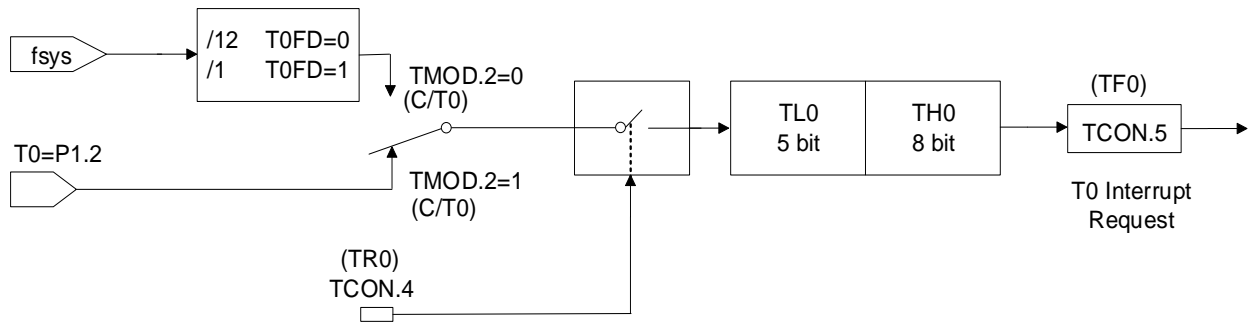 fsys
/12 T0FD=0
/1 T0FD=1
TMOD.2=0
(C/T0)
T0=P1.2
TMOD.2=1
(C/T0)
(TR0)
TCON.4
TL0
5 bit
TH0
8 bit
(TF0)
TCON.5
T0 Interrupt
Request